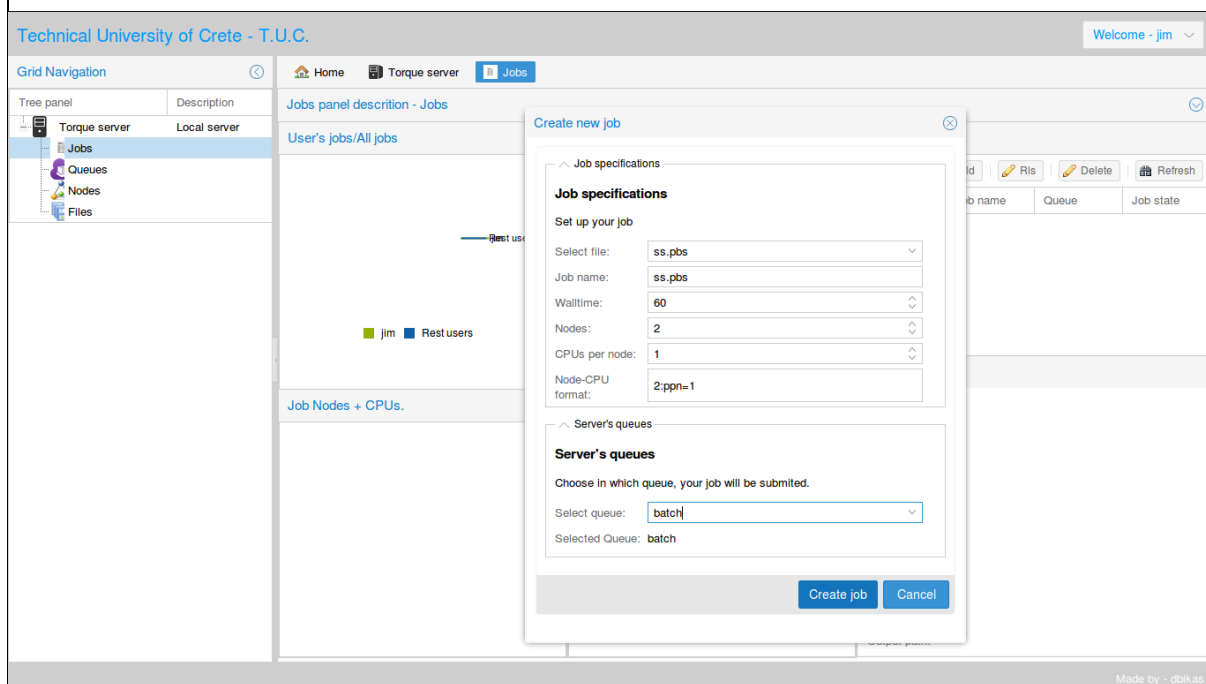 Technical University of Crete - T.U.C.
Welcome - jim
Grid Navigation
Home
Torque server
Jobs
Tree panel
Description
Torque server
Local server
Jobs
Queues
Nodes
Files
Jobs panel descrition - Jobs
User's jobs/All jobs
jim
Rest users
Job Nodes + CPUs.
Rls
Delete
Refresh
name
Queue
Job state
Create new job
Job specifications
Job specifications
Set up your job
Select file:
ss.pbs
Job name:
ss.pbs
Walltime:
60
Nodes:
2
CPUs per node:
1
Node-CPU
format:
2:ppn=1
Server's queues
Server's queues
Choose in which queue, your job will be submited.
Select queue:
batch
Selected Queue: batch
Create job
Cancel
Made by - dbikas